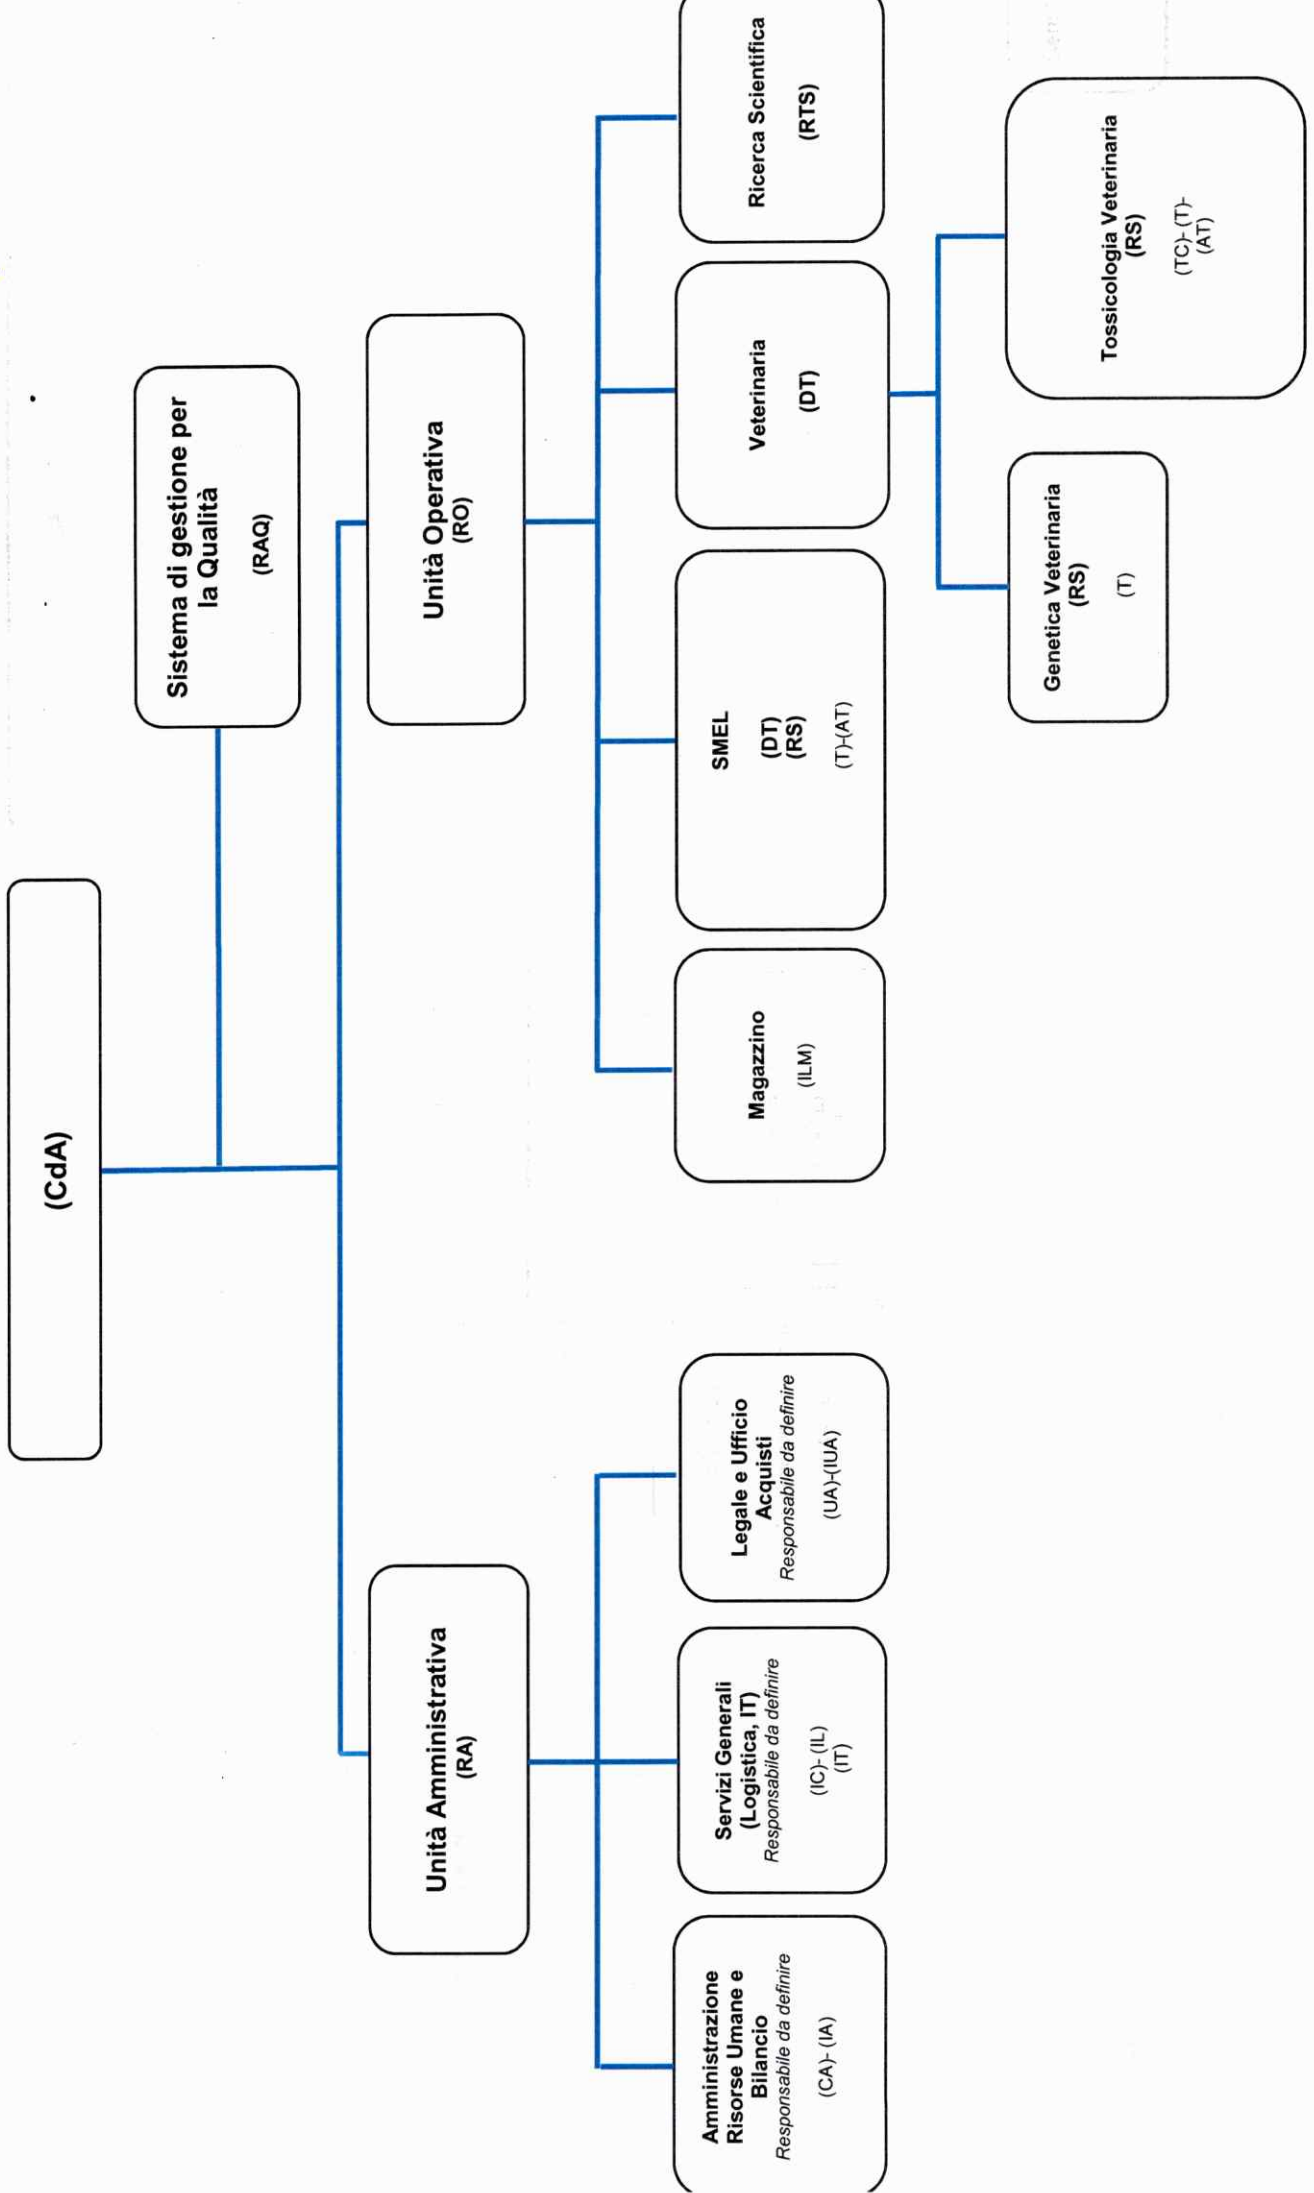 (CdA)
Sistema di gestione per
la Qualità
(RAQ)
Unità Amministrativa
(RA)
Unità Operativa
(RO)
Amministrazione
Risorse Umane e
Bilancio
Responsabile da definire
(CA)- (IA)
Servizi Generali
(Logistica, IT)
Responsabile da definire
(IC)- (IL)
(IT)
Legale e Ufficio
Acquisti
Responsabile da definire
(UA)-(IUA)
Magazzino
(ILM)
SMEL
(DT)
(RS)
(T)-(AT)
Veterinaria
(DT)
Ricerca Scientifica
(RTS)
Genetica Veterinaria
(RS)
(T)
Tossicologia Veterinaria
(RS)
(TC)- (T)-
(AT)